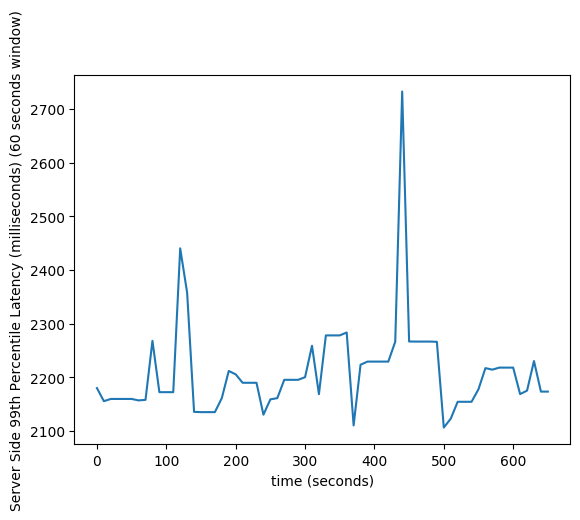 Server Side 99th Percentile Latency (milliseconds) (60 seconds window)
2700
2600
2500
2400
2300
2200
2100
0 100 200 300 400 500 600
time (seconds)